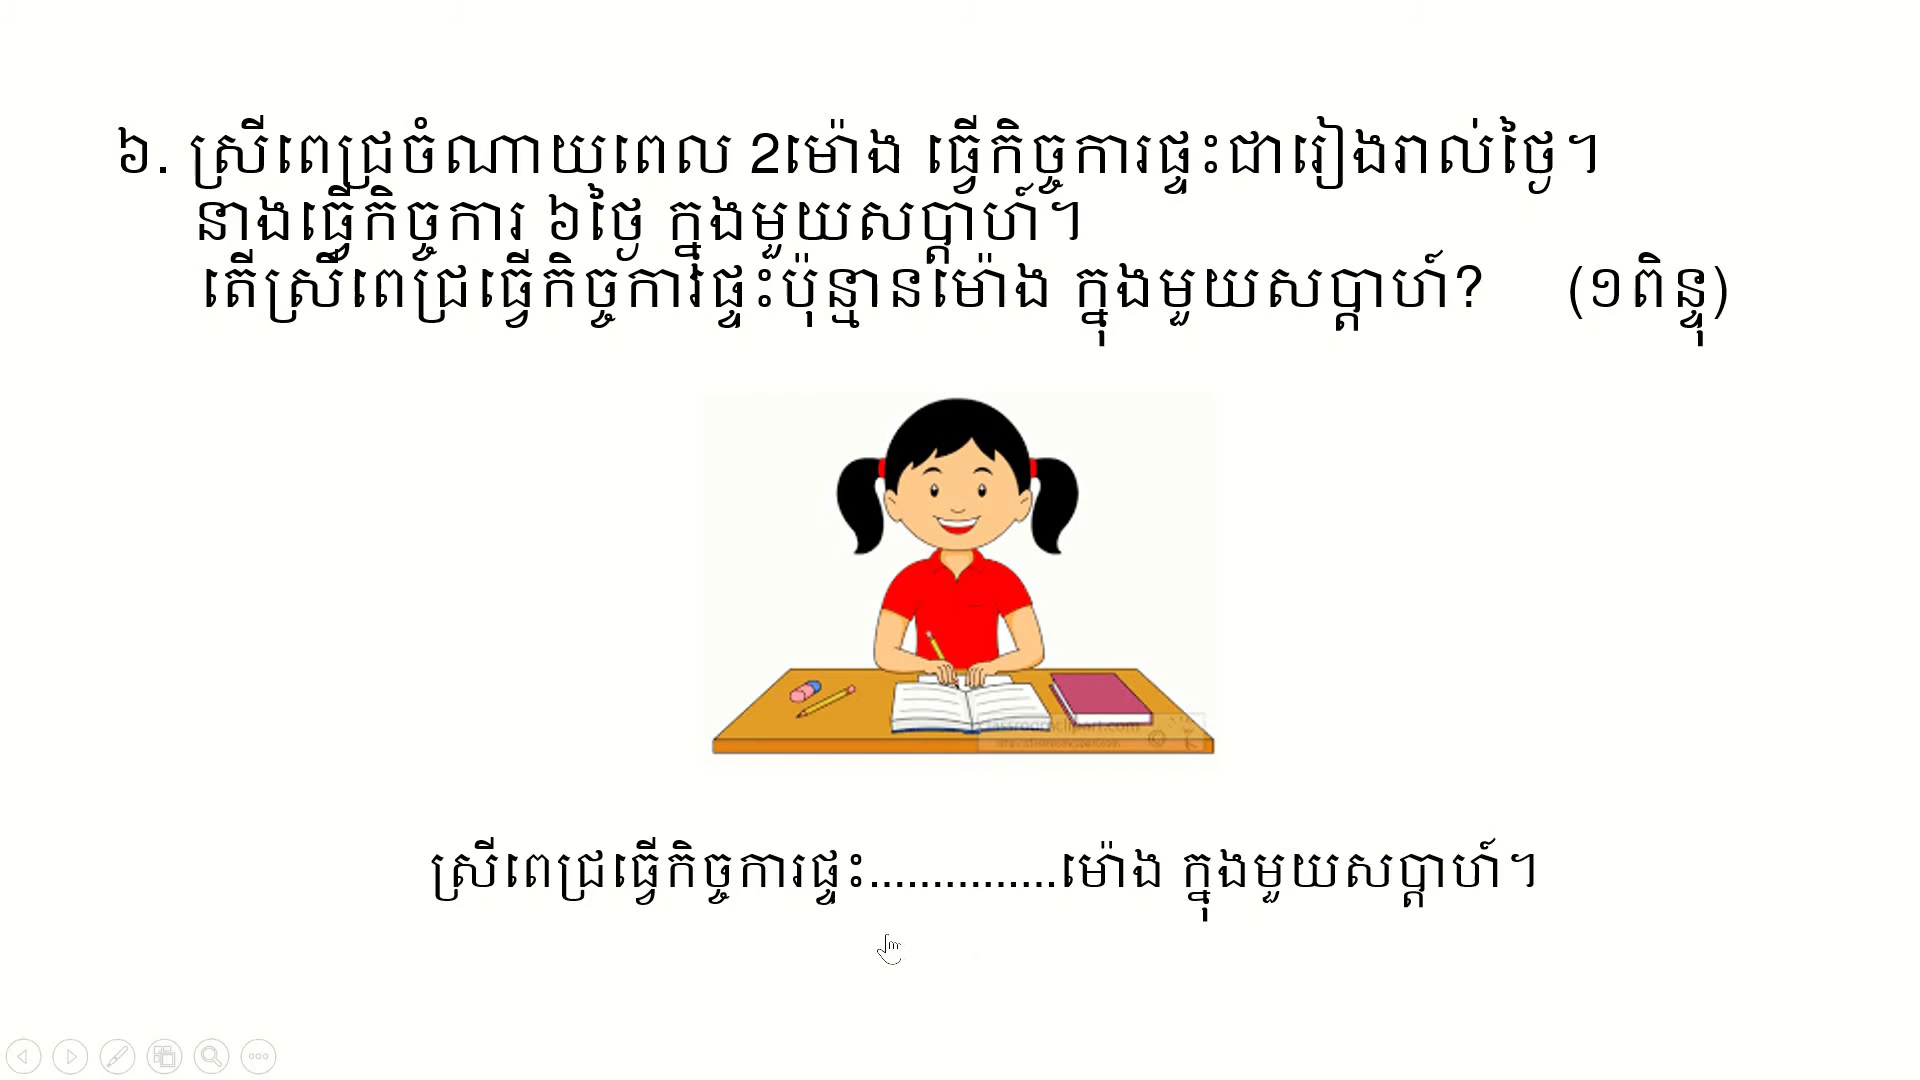 ៦. ស្រីពេជ្រចំណាយពេល 2ម៉ោង ធ្វើកិច្ចការផ្ទះជារៀងរាល់ថ្ងៃ។
នាងធ្វើកិច្ចការ ៦ថ្ងៃ ក្នុងមួយសប្តាហ៍។
តើស្រីពេជ្រធ្វើកិច្ចការផ្ទះប៉ុន្មានម៉ោង ក្នុងមួយសប្តាហ៍? (១ពិន្ទុ)
classroomclipart.com
ស្រីពេជ្រធ្វើកិច្ចការផ្ទះ...............ម៉ោង ក្នុងមួយសប្តាហ៍។